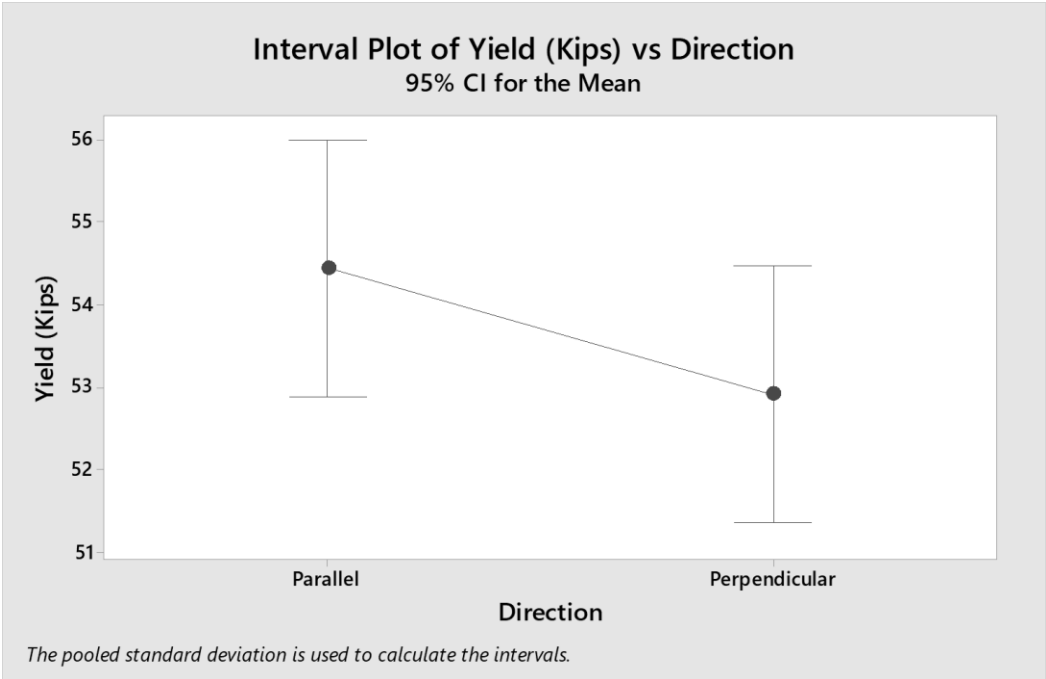 Interval Plot of Yield (Kips) vs Direction
95% CI for the Mean
56
55
54
53
52
51
Yield (Kips)
Parallel
Perpendicular
Direction
The pooled standard deviation is used to calculate the intervals.